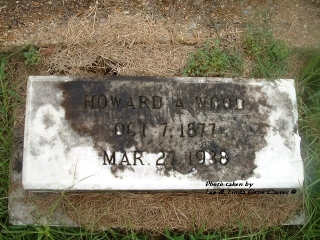 HOWARD A WOOD
OCT 7, 1877
MAR. 27, 1938
Photo taken by